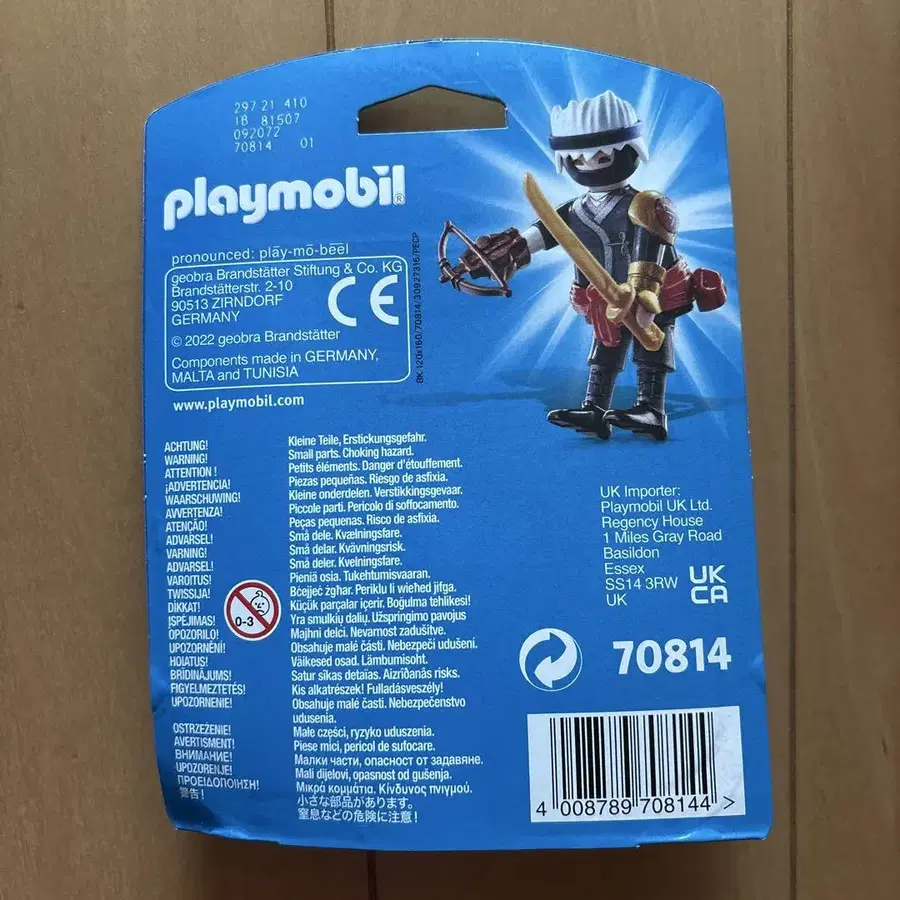 297 21 410
1B 81507
092072
70814 01
playmobil®
pronounced: plāy-mō-bēēl
geobra Brandstätter Stiftung & Co. KG
Brandstätterstr. 2-10
90513 ZIRNDORF
GERMANY
CE
© 2022 geobra Brandstätter
Components made in GERMANY,
MALTA and TUNISIA
www.playmobil.com
BK-120x160/70814/30927316/PECP
ACHTUNG! Kleine Teile, Erstickungsgefahr.
WARNING! Small parts. Choking hazard.
ATTENTION ! Petits éléments. Danger d'étouffement.
¡ADVERTENCIA! Piezas pequeñas. Riesgo de asfixia.
WAARSCHUWING! Kleine onderdelen. Verstikkingsgevaar.
AVVERTENZA! Piccole parti. Pericolo di soffocamento.
ATENÇÃO! Peças pequenas. Risco de asfixia.
ADVARSEL! Små dele. Kvælningsfare.
VARNING! Små delar. Kvävningsrisk.
ADVARSEL! Små deler. Kvælningsfare.
VAROITUS! Pieniä osia. Tukehtumisvaaran.
TWISSIJA! Bċejjeċ żgħar. Periklu li wieħed jifga.
DİKKAT! Küçük parçalar içerir. Boğulma tehlikesi!
ĮSPĖJIMAS! Yra smulkių dalių. Užspringimo pavojus
OPOZORILO! Majhni delci. Nevarnost zadušitve.
UPOZORNĚNÍ! Obsahuje malé části. Nebezpečí udušení.
HOIATUS! Väikesed osad. Lämbumisoht.
BRĪDINĀJUMS! Satur sīkas detaļas. Aizrīšanās risks.
FIGYELMEZTETÉS! Kis alkatrészek! Fulladásveszély!
UPOZORNENIE! Obsahuje malé časti. Nebezpečenstvo
udusenia.
OSTRZEŻENIE! Małe części, ryzyko uduszenia.
AVERTISMENT! Piese mici, pericol de sufocare.
ВНИМАНИЕ! Малки части, опасност от задавяне.
UPOZORENJE! Mali dijelovi, opasnost od gušenja.
ΠΡΟΕΙΔΟΠΟΙΗΣΗ! Μικρά κομμάτια. Κίνδυνος πνιγμού.
警告! 小さな部品があります。
窒息などの危険に注意!
0-3
UK Importer:
Playmobil UK Ltd.
Regency House
1 Miles Gray Road
Basildon
Essex
SS14 3RW
UK
UK
CA
70814
4 008789 708144 >